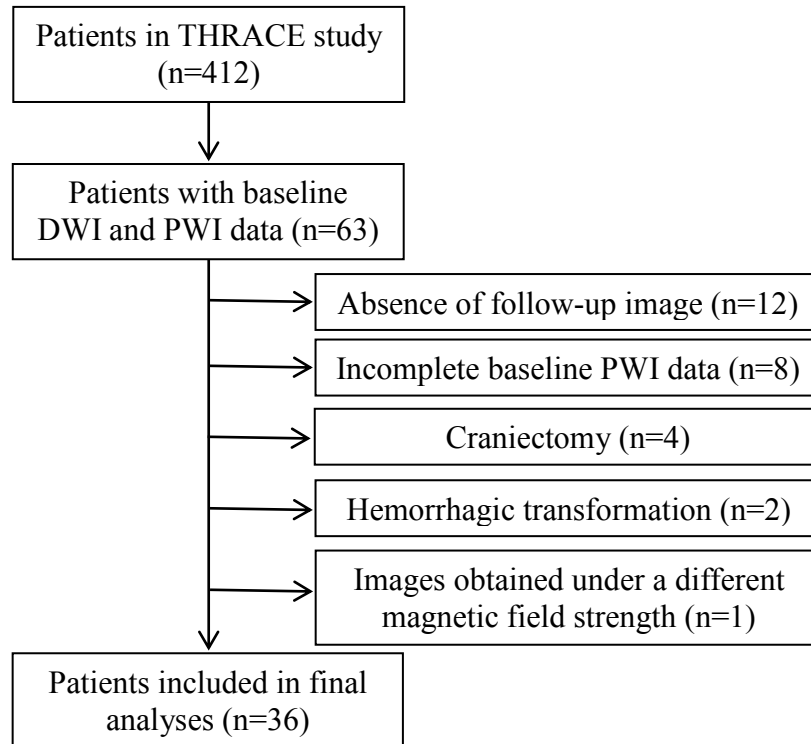 Patients in THRACE study
(n=412)
Patients with baseline
DWI and PWI data (n=63)
Absence of follow-up image (n=12)
Incomplete baseline PWI data (n=8)
Craniectomy (n=4)
Hemorrhagic transformation (n=2)
Images obtained under a different
magnetic field strength (n=1)
Patients included in final
analyses (n=36)